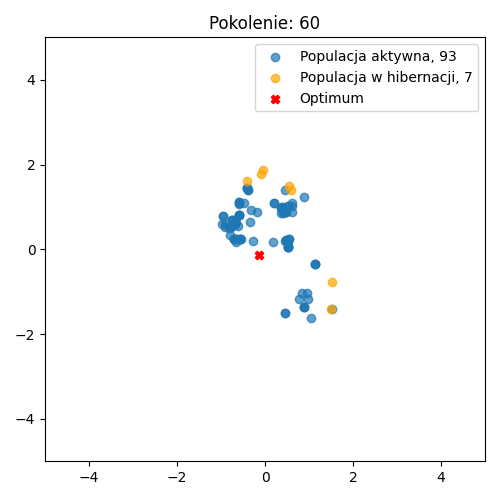 Pokolenie: 60
Populacja aktywna, 93
Populacja w hibernacji, 7
Optimum
4
2
0
−2
−4
−4 −2 0 2 4